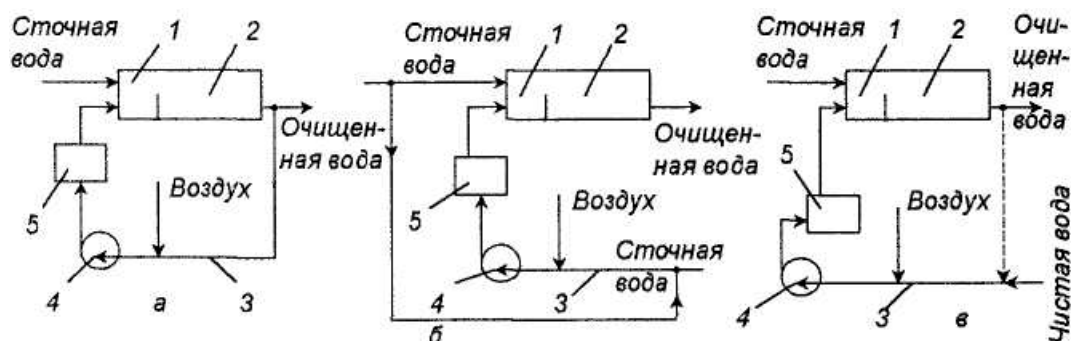 Сточная
вода
1
2
Очищен-
ная вода
5
Воздух
4
а
3
Сточная
вода
1
2
Очищен-
ная вода
5
Воздух
Сточная
вода
4
3
б
Сточная
вода
1
2
Очи-
щен-
ная
вода
5
Воздух
4
3
в
Чистая вода